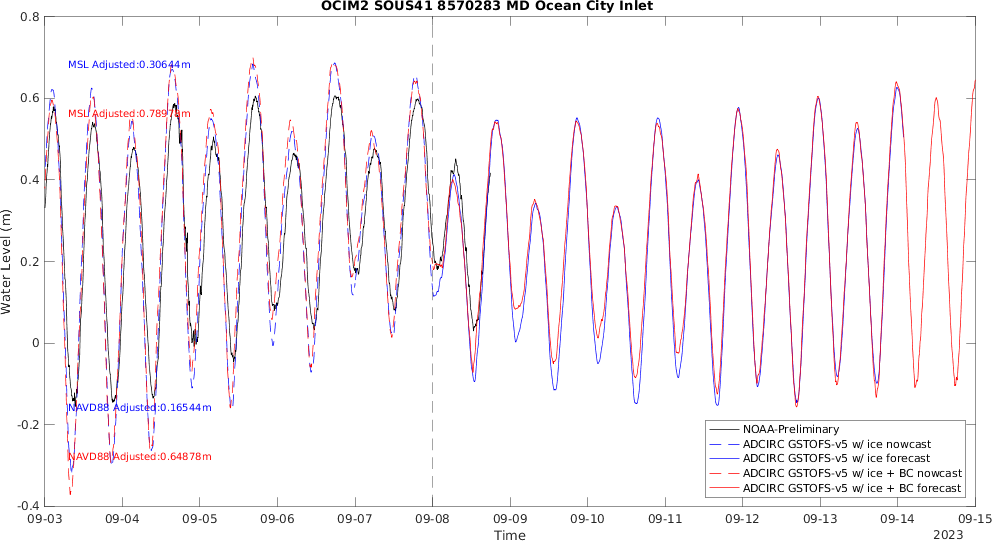 OCIM2 SOUS41 8570283 MD Ocean City Inlet
0.8
0.6
0.4
0.2
0
-0.2
-0.4
Water Level (m)
MSL Adjusted:0.30644m
NAVD88 Adjusted:0.16544m
NAVD88 Adjusted:0.64878m
NOAA-Preliminary
ADCIRC GSTOFS-v5 w/ ice nowcast
ADCIRC GSTOFS-v5 w/ ice forecast
ADCIRC GSTOFS-v5 w/ ice + BC nowcast
ADCIRC GSTOFS-v5 w/ ice + BC forecast
09-03 09-04 09-05 09-06 09-07 09-08 09-09 09-10 09-11 09-12 09-13 09-14 09-15
Time
2023